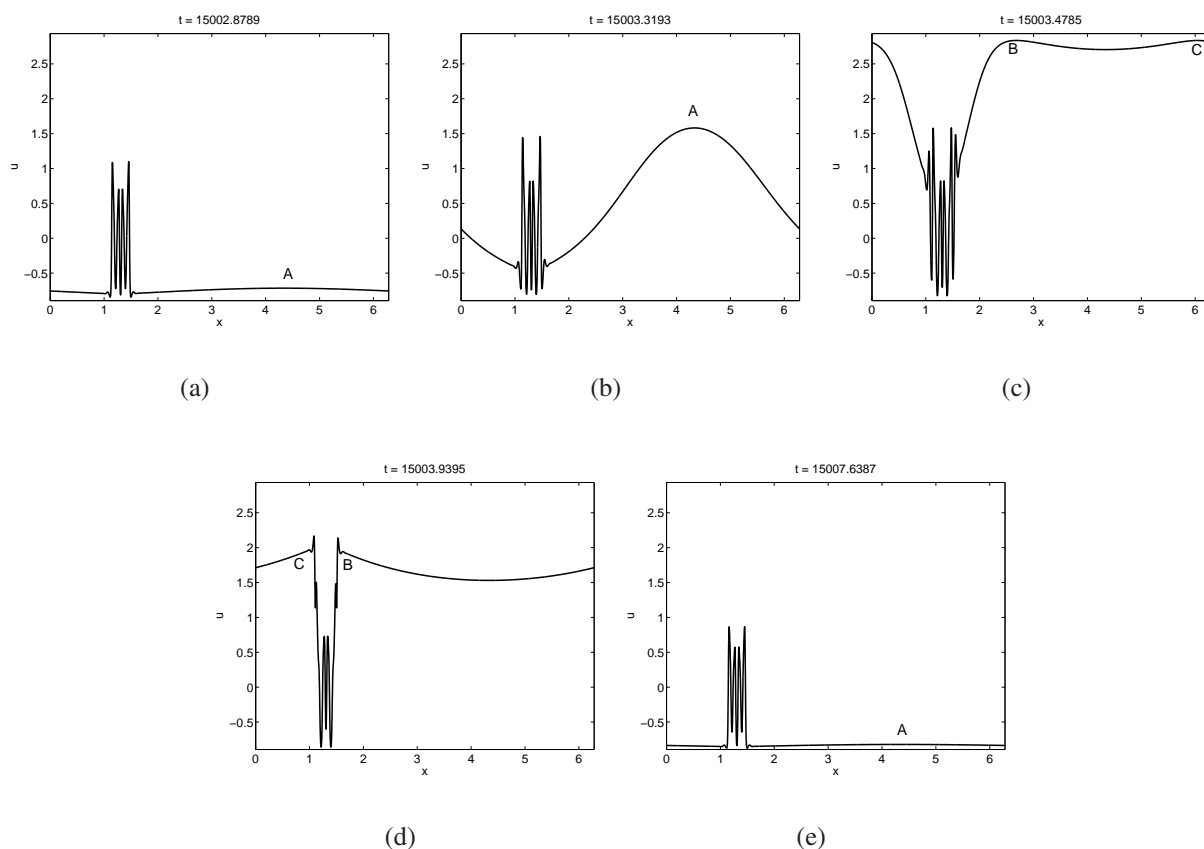 t = 15002.8789
2.5
2
1.5
1
0.5
0
−0.5
u
A
0 1 2 3 4 5 6
x
(a)
t = 15003.3193
2.5
2
1.5
1
0.5
0
−0.5
u
A
0 1 2 3 4 5 6
x
(b)
t = 15003.4785
2.5
2
1.5
1
0.5
0
−0.5
u
B
C
0 1 2 3 4 5 6
x
(c)
t = 15003.9395
2.5
2
1.5
1
0.5
0
−0.5
u
C
B
0 1 2 3 4 5 6
x
(d)
t = 15007.6387
2.5
2
1.5
1
0.5
0
−0.5
u
A
0 1 2 3 4 5 6
x
(e)